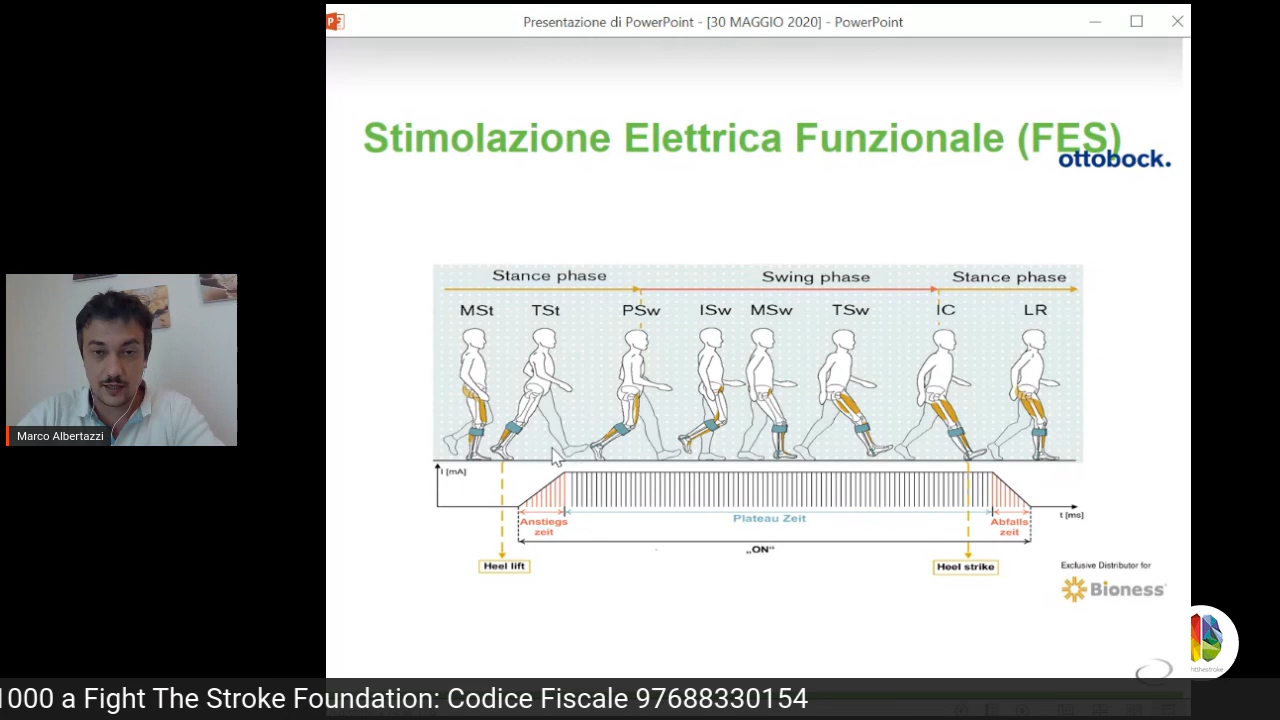 Presentazione di PowerPoint - [30 MAGGIO 2020] - PowerPoint
Stimolazione Elettrica Funzionale (FES)
ottobock.
Stance phase Swing phase Stance phase
MSt TSt PSw ISw MSw TSw IC LR
Marco Albertazzi
I [mA]
t [ms]
Anstiegs zeit
Plateau Zeit
Abfalls zeit
„ON“
Heel lift
Heel strike
Exclusive Distributor for
Bioness
1000 a Fight The Stroke Foundation: Codice Fiscale 97688330154